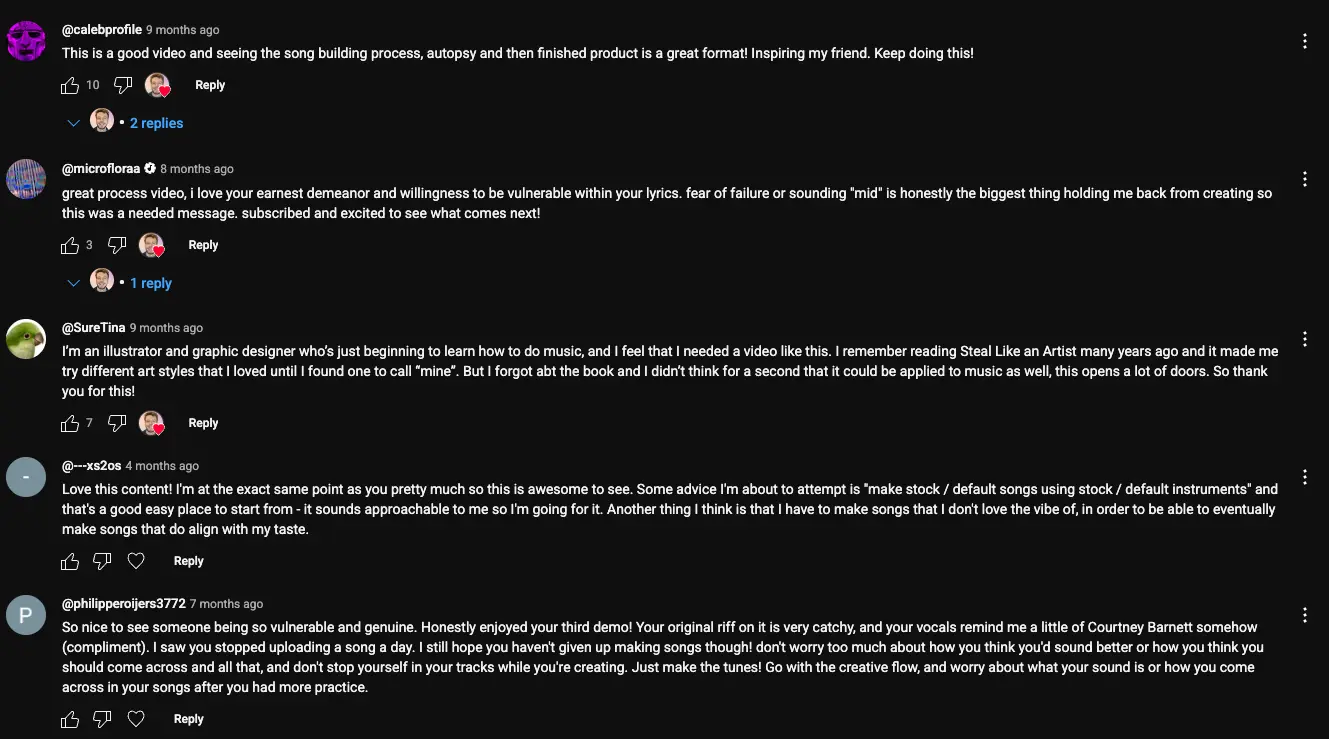 @calebprofile 9 months ago
This is a good video and seeing the song building process, autopsy and then finished product is a great format! Inspiring my friend. Keep doing this!
10 Reply
• 2 replies
@microfloraa 8 months ago
great process video, i love your earnest demeanor and willingness to be vulnerable within your lyrics. fear of failure or sounding "mid" is honestly the biggest thing holding me back from creating so
this was a needed message. subscribed and excited to see what comes next!
3 Reply
• 1 reply
@SureTina 9 months ago
I’m an illustrator and graphic designer who’s just beginning to learn how to do music, and I feel that I needed a video like this. I remember reading Steal Like an Artist many years ago and it made me
try different art styles that I loved until I found one to call “mine”. But I forgot abt the book and I didn’t think for a second that it could be applied to music as well, this opens a lot of doors. So thank
you for this!
7 Reply
-
@---xs2os 4 months ago
Love this content! I'm at the exact same point as you pretty much so this is awesome to see. Some advice I'm about to attempt is "make stock / default songs using stock / default instruments" and
that's a good easy place to start from - it sounds approachable to me so I'm going for it. Another thing I think is that I have to make songs that I don't love the vibe of, in order to be able to eventually
make songs that do align with my taste.
Reply
P
@philipperoijers3772 7 months ago
So nice to see someone being so vulnerable and genuine. Honestly enjoyed your third demo! Your original riff on it is very catchy, and your vocals remind me a little of Courtney Barnett somehow
(compliment). I saw you stopped uploading a song a day. I still hope you haven't given up making songs though! don't worry too much about how you think you'd sound better or how you think you
should come across and all that, and don't stop yourself in your tracks while you're creating. Just make the tunes! Go with the creative flow, and worry about what your sound is or how you come
across in your songs after you had more practice.
Reply